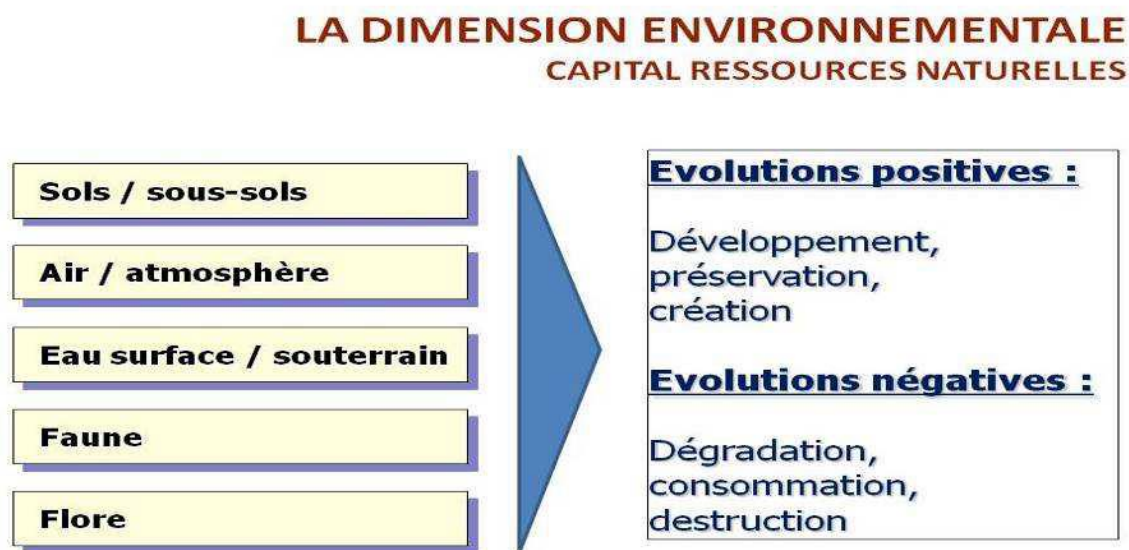 LA DIMENSION ENVIRONNEMENTALE
CAPITAL RESSOURCES NATURELLES
Sols / sous-sols
Air / atmosphère
Eau surface / souterrain
Faune
Flore
Evolutions positives :
Développement,
préservation,
création
Evolutions négatives :
Dégradation,
consommation,
destruction